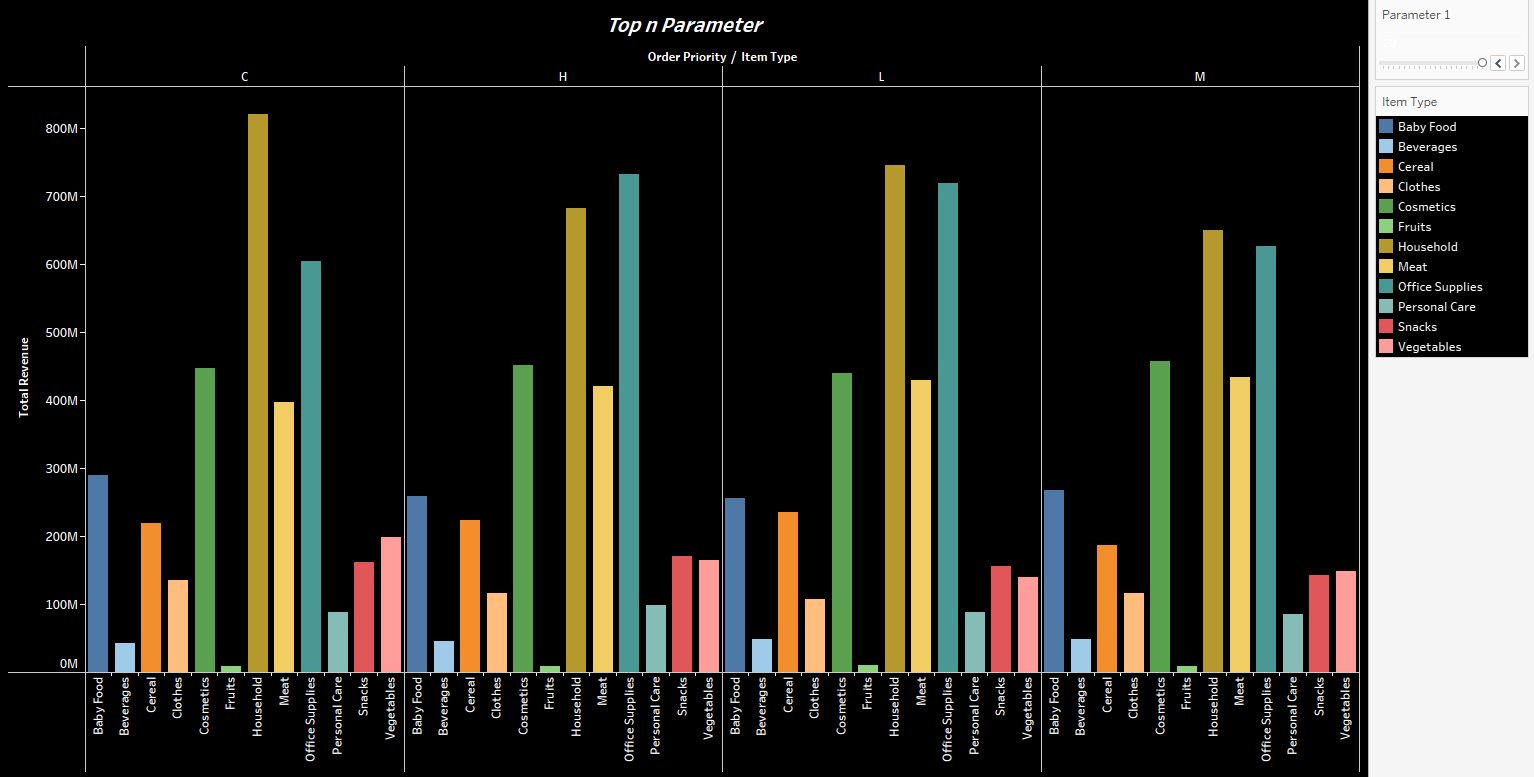 Top n Parameter
Order Priority / Item Type
C H L M
Total Revenue
800M
700M
600M
500M
400M
300M
200M
100M
0M
Baby Food
Beverages
Cereal
Clothes
Cosmetics
Fruits
Household
Meat
Office Supplies
Personal Care
Snacks
Vegetables
Baby Food
Beverages
Cereal
Clothes
Cosmetics
Fruits
Household
Meat
Office Supplies
Personal Care
Snacks
Vegetables
Baby Food
Beverages
Cereal
Clothes
Cosmetics
Fruits
Household
Meat
Office Supplies
Personal Care
Snacks
Vegetables
Baby Food
Beverages
Cereal
Clothes
Cosmetics
Fruits
Household
Meat
Office Supplies
Personal Care
Snacks
Vegetables
Parameter 1
Item Type
Baby Food
Beverages
Cereal
Clothes
Cosmetics
Fruits
Household
Meat
Office Supplies
Personal Care
Snacks
Vegetables